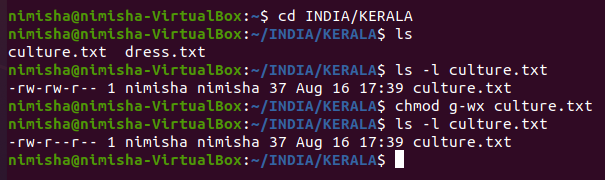 nimisha@nimisha-VirtualBox:~$ cd INDIA/KERALA
nimisha@nimisha-VirtualBox:~/INDIA/KERALA$ ls
culture.txt  dress.txt
nimisha@nimisha-VirtualBox:~/INDIA/KERALA$ ls -l culture.txt
-rw-rw-r-- 1 nimisha nimisha 37 Aug 16 17:39 culture.txt
nimisha@nimisha-VirtualBox:~/INDIA/KERALA$ chmod g-wx culture.txt
nimisha@nimisha-VirtualBox:~/INDIA/KERALA$ ls -l culture.txt
-rw-r--r-- 1 nimisha nimisha 37 Aug 16 17:39 culture.txt
nimisha@nimisha-VirtualBox:~/INDIA/KERALA$